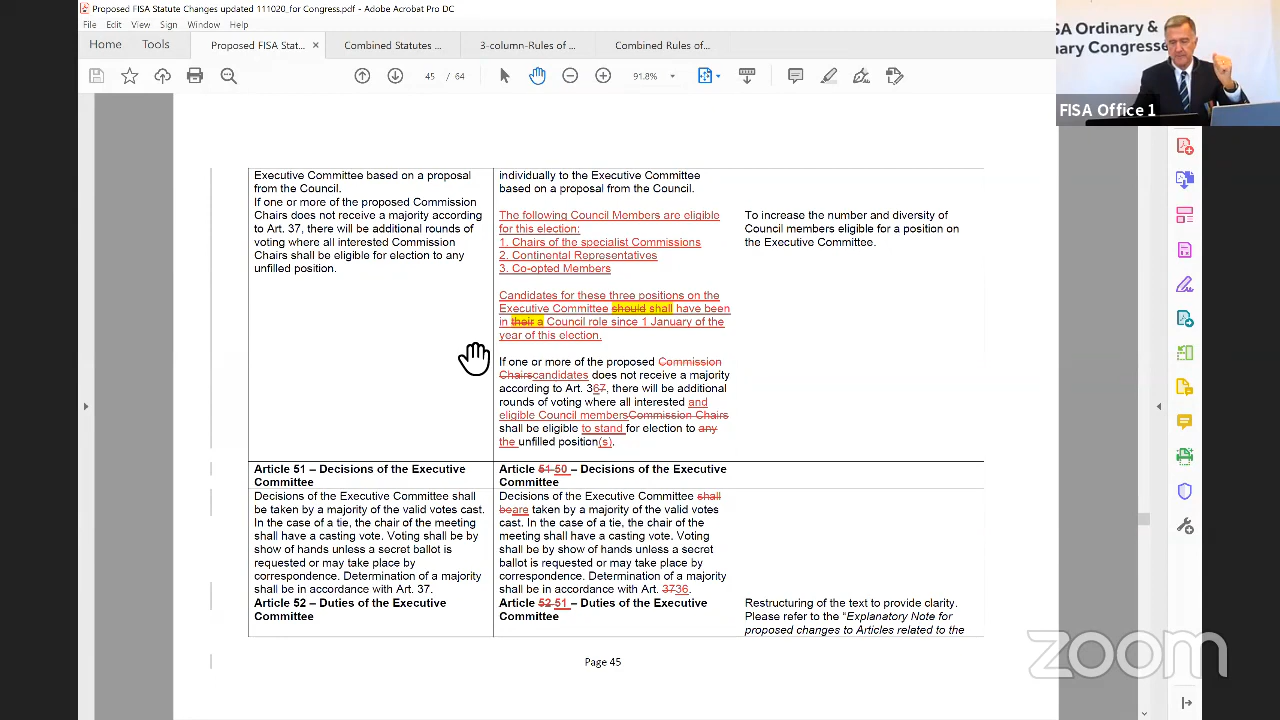 Proposed FISA Statute Changes updated 111020_for Congress.pdf - Adobe Acrobat Pro DC
File Edit View Sign Window Help
Home Tools Proposed FISA Stat... × Combined Statutes ... 3-column-Rules of ... Combined Rules of...
45 / 64 91.8%
SA Ordinary &
nary Congresse
FISA Office 1
Executive Committee based on a proposal
from the Council.
If one or more of the proposed Commission
Chairs does not receive a majority according
to Art. 37, there will be additional rounds of
voting where all interested Commission
Chairs shall be eligible for election to any
unfilled position.
individually to the Executive Committee
based on a proposal from the Council.
The following Council Members are eligible
for this election:
1. Chairs of the specialist Commissions
2. Continental Representatives
3. Co-opted Members
Candidates for these three positions on the
Executive Committee should shall have been
in their a Council role since 1 January of the
year of this election.
If one or more of the proposed Commission
Chairscandidates does not receive a majority
according to Art. 367, there will be additional
rounds of voting where all interested and
eligible Council membersCommission Chairs
shall be eligible to stand for election to any
the unfilled position(s).
To increase the number and diversity of
Council members eligible for a position on
the Executive Committee.
Article 51 – Decisions of the Executive
Committee
Article 51 50 – Decisions of the Executive
Committee
Decisions of the Executive Committee shall
be taken by a majority of the valid votes cast.
In the case of a tie, the chair of the meeting
shall have a casting vote. Voting shall be by
show of hands unless a secret ballot is
requested or may take place by
correspondence. Determination of a majority
shall be in accordance with Art. 37.
Decisions of the Executive Committee shall
beare taken by a majority of the valid votes
cast. In the case of a tie, the chair of the
meeting shall have a casting vote. Voting
shall be by show of hands unless a secret
ballot is requested or may take place by
correspondence. Determination of a majority
shall be in accordance with Art. 3736.
Article 52 – Duties of the Executive
Committee
Article 52 51 – Duties of the Executive
Committee
Restructuring of the text to provide clarity.
Please refer to the “Explanatory Note for
proposed changes to Articles related to the
Page 45
zoom